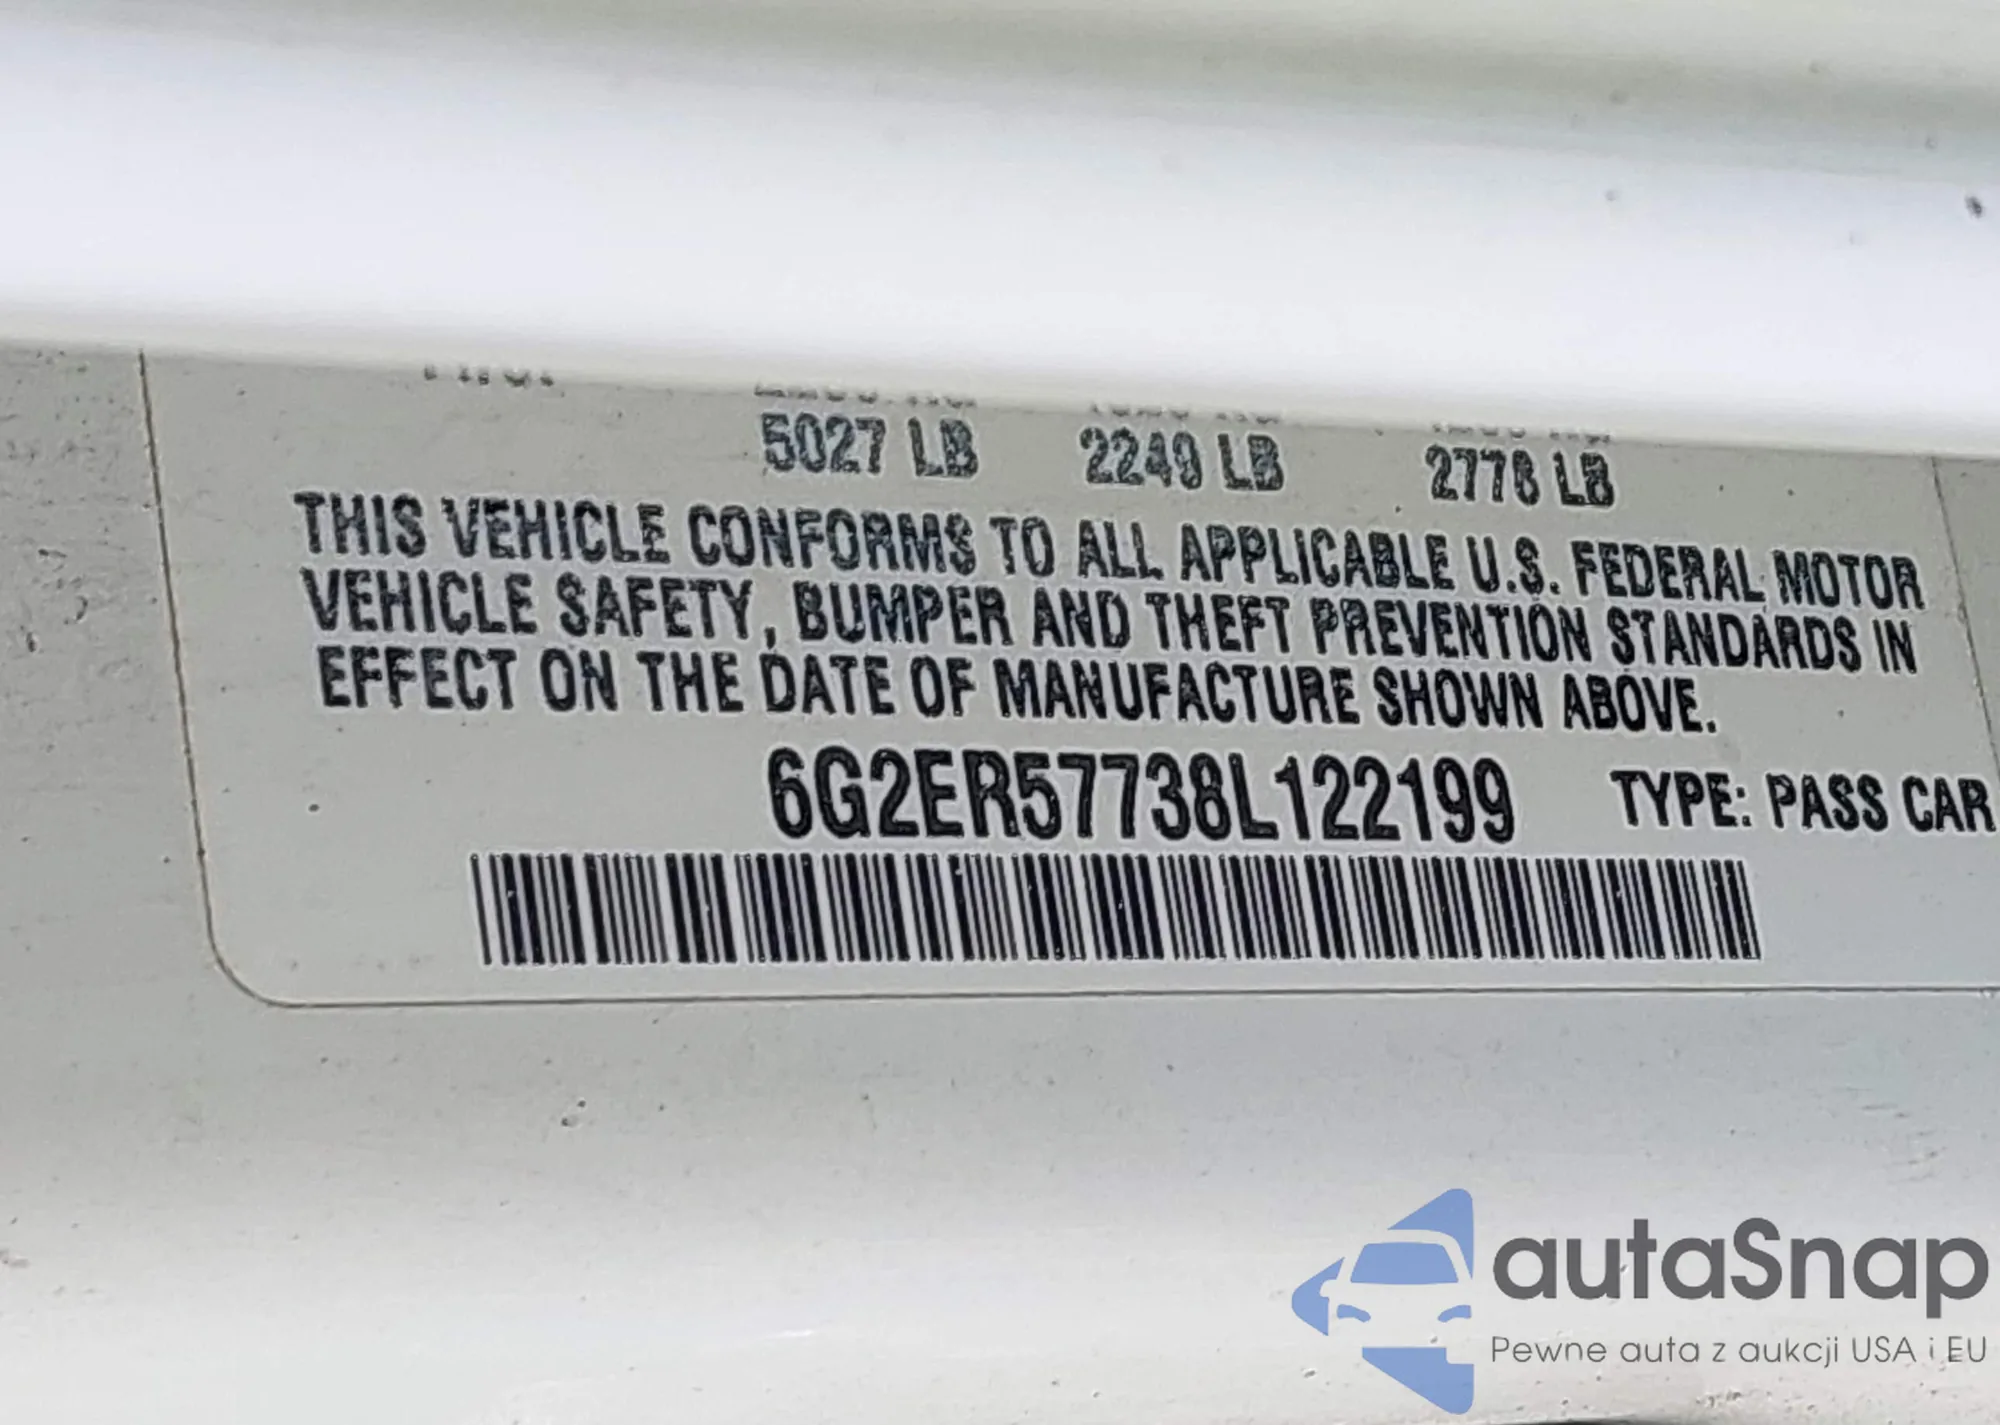 5027 LB 2249 LB 2778 LB
THIS VEHICLE CONFORMS TO ALL APPLICABLE U.S. FEDERAL MOTOR
VEHICLE SAFETY, BUMPER AND THEFT PREVENTION STANDARDS IN
EFFECT ON THE DATE OF MANUFACTURE SHOWN ABOVE.
6G2ER57738L122199 TYPE: PASS CAR
autaSnap
Pewne auta z aukcji USA i EU